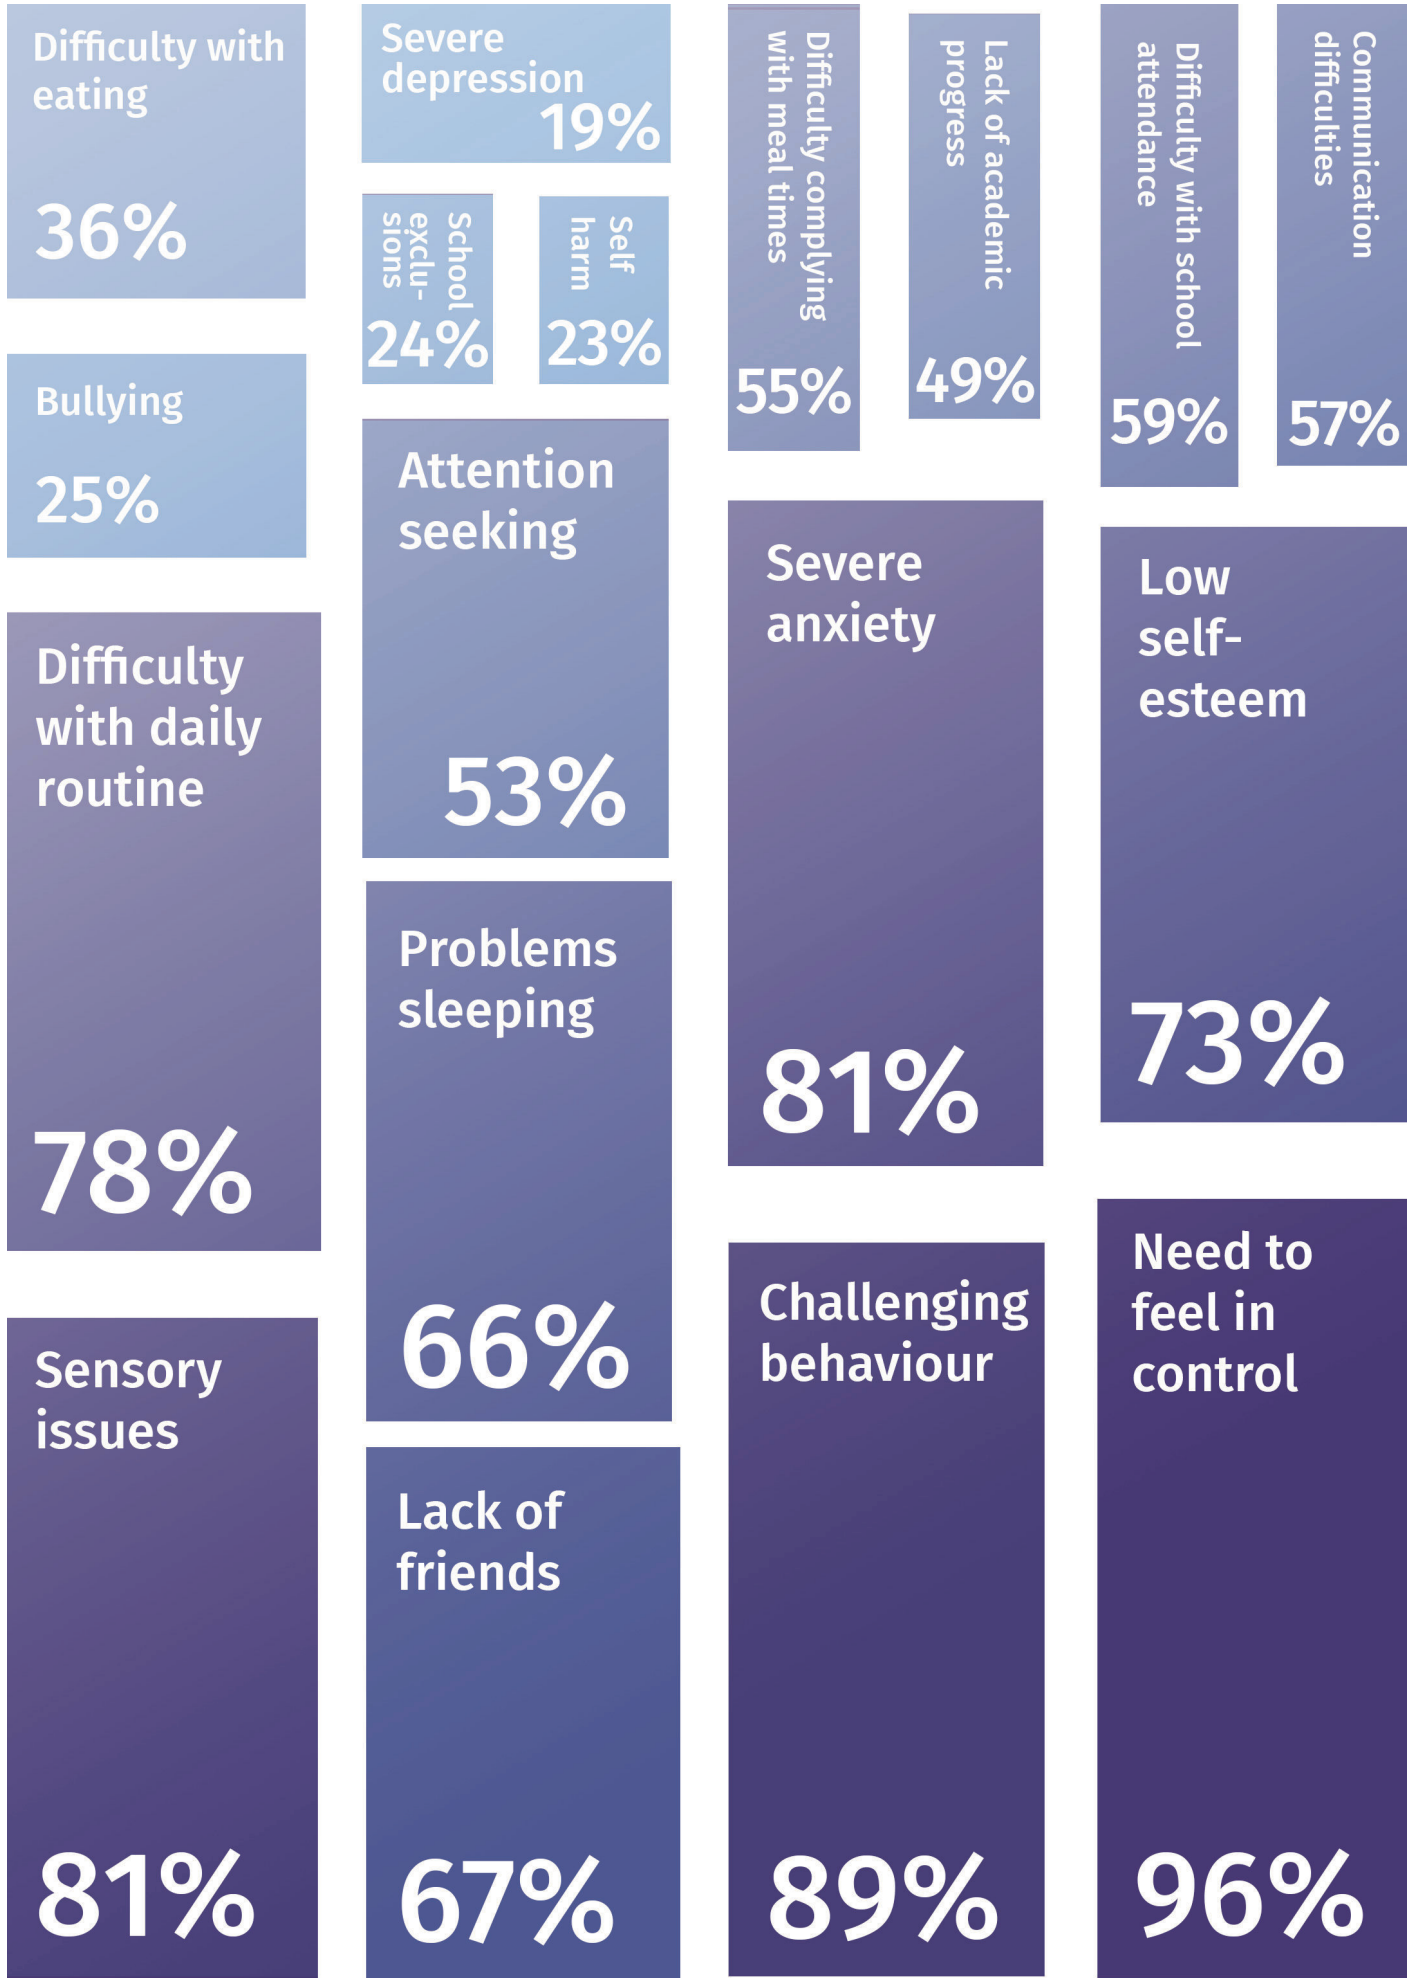 Difficulty with
eating
36%
Bullying
25%
Difficulty
with daily
routine
78%
Sensory
issues
81%
Severe
depression
19%
School
exclu-
sions
24%
Self
harm
23%
Attention
seeking
53%
Problems
sleeping
66%
Lack of
friends
67%
Difficulty complying
with meal times
55%
Lack of academic
progress
49%
Severe
anxiety
81%
Challenging
behaviour
89%
Difficulty with school
attendance
59%
Communication
difficulties
57%
Low
self-
esteem
73%
Need to
feel in
control
96%